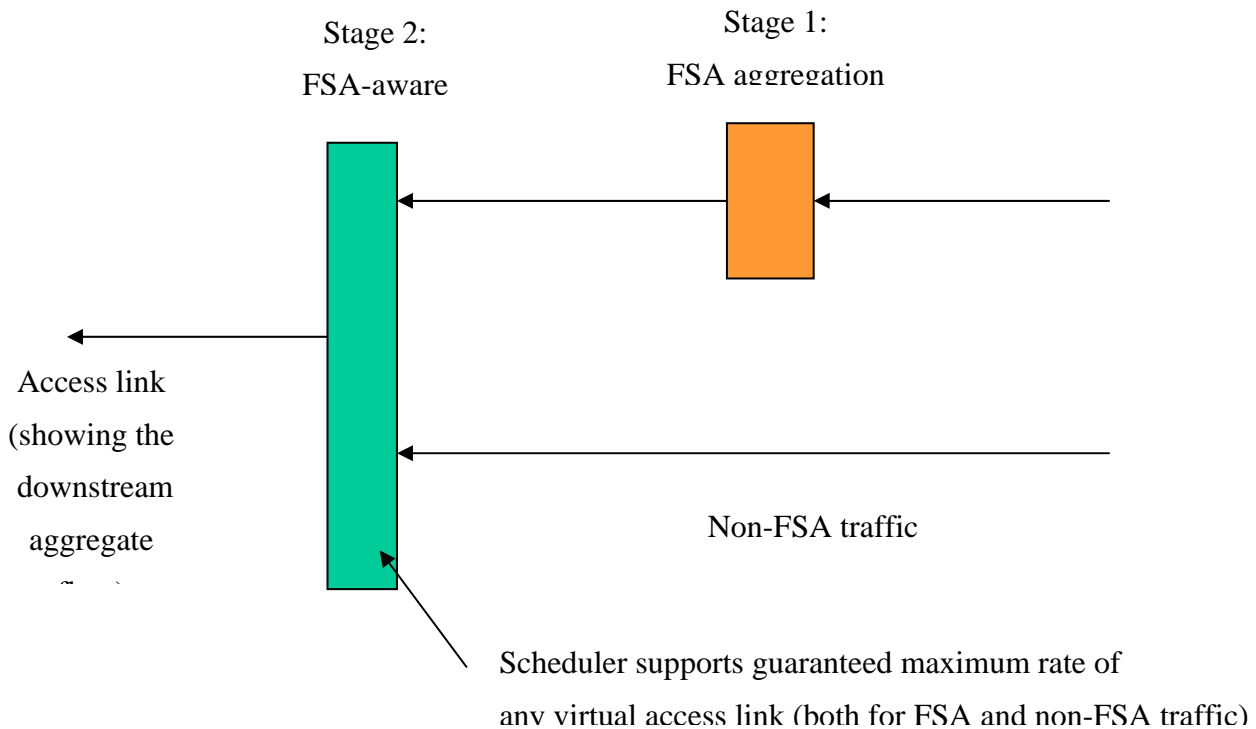 Stage 2:
FSA-aware
Stage 1:
FSA aggregation
Access link
(showing the
downstream
aggregate
Non-FSA traffic
Scheduler supports guaranteed maximum rate of
any virtual access link (both for FSA and non-FSA traffic)